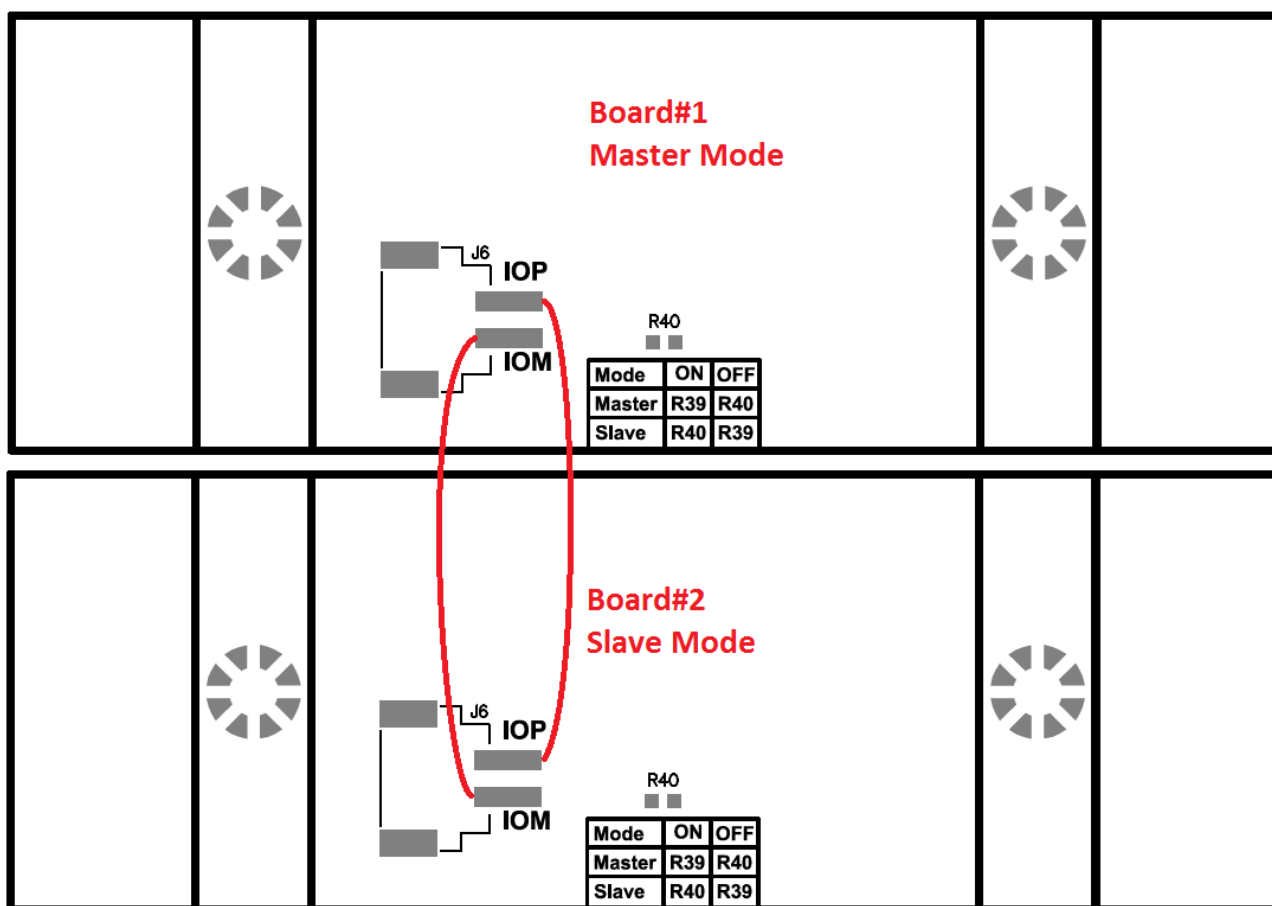 Board#1
Master Mode
J6
IOP
IOM
R40
Mode ON OFF
Master R39 R40
Slave R40 R39
Board#2
Slave Mode
J6
IOP
IOM
R40
Mode ON OFF
Master R39 R40
Slave R40 R39